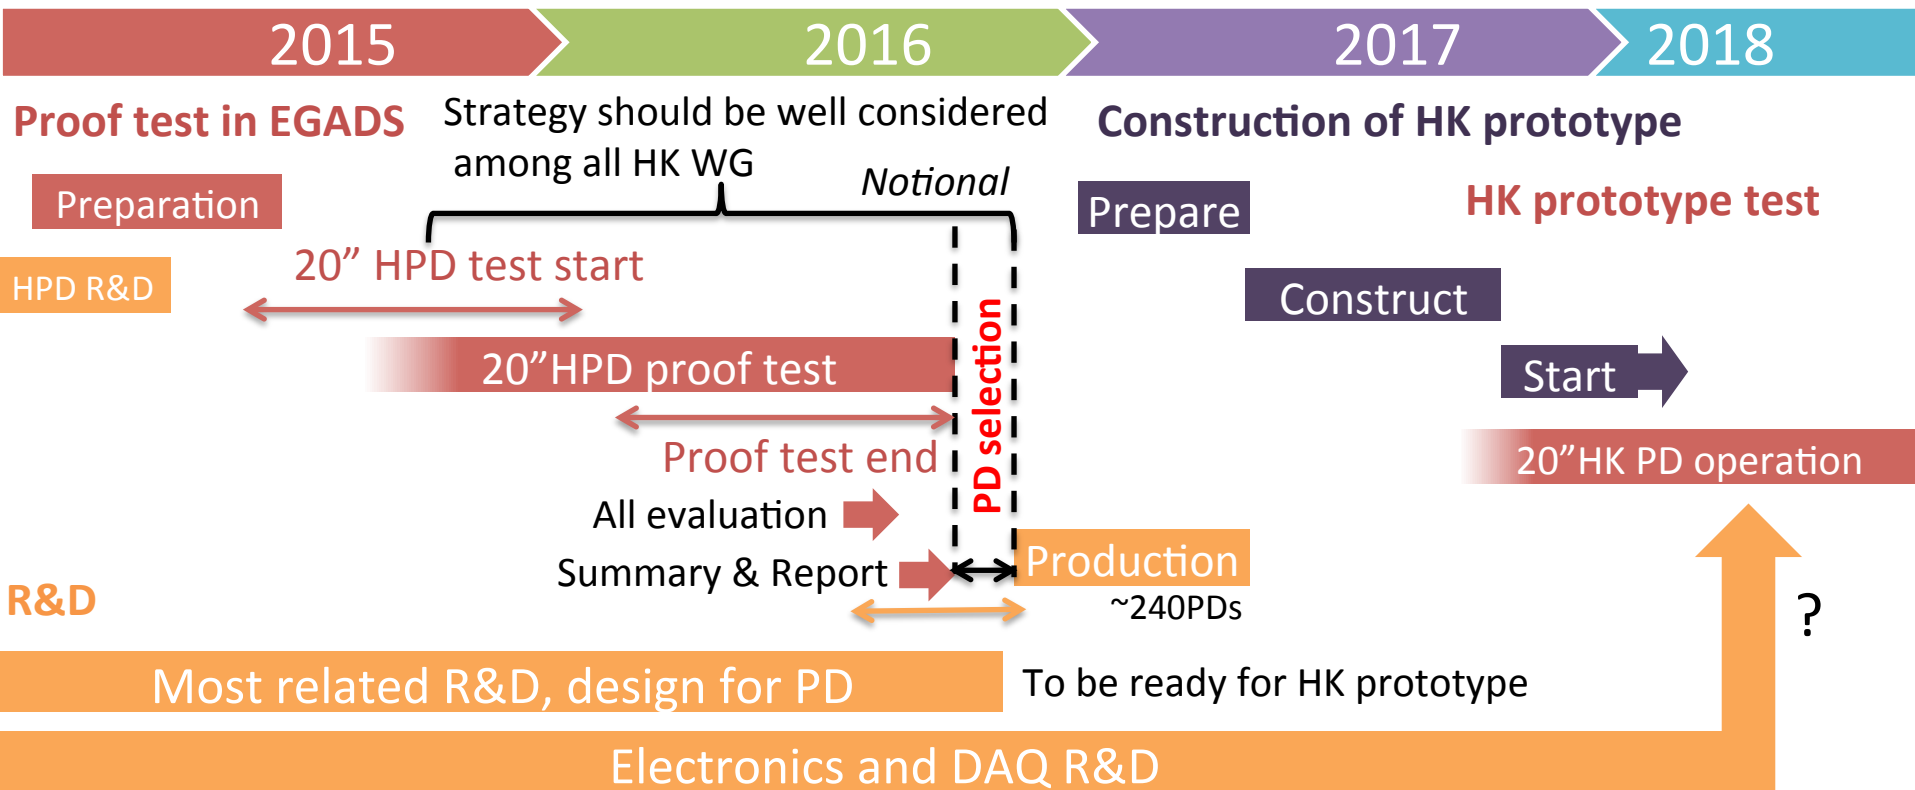 2015
2016
2017
2018
Proof test in EGADS
Strategy should be well considered
among all HK WG
Notional
Construction of HK prototype
Preparation
Prepare
HK prototype test
HPD R&D
20” HPD test start
Construct
20”HPD proof test
PD selection
Start
Proof test end
20”HK PD operation
All evaluation
Summary & Report
Production
~240PDs
R&D
?
Most related R&D, design for PD
To be ready for HK prototype
Electronics and DAQ R&D